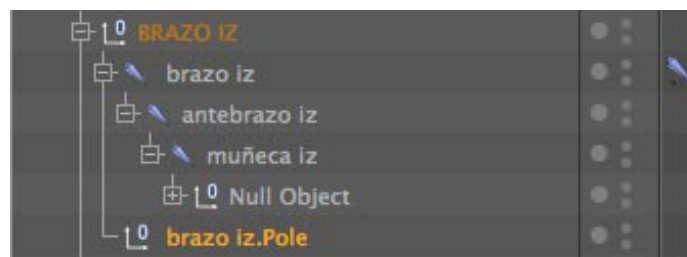 BRAZO IZ
brazo iz
antebrazo iz
muñeca iz
Null Object
brazo iz.Pole